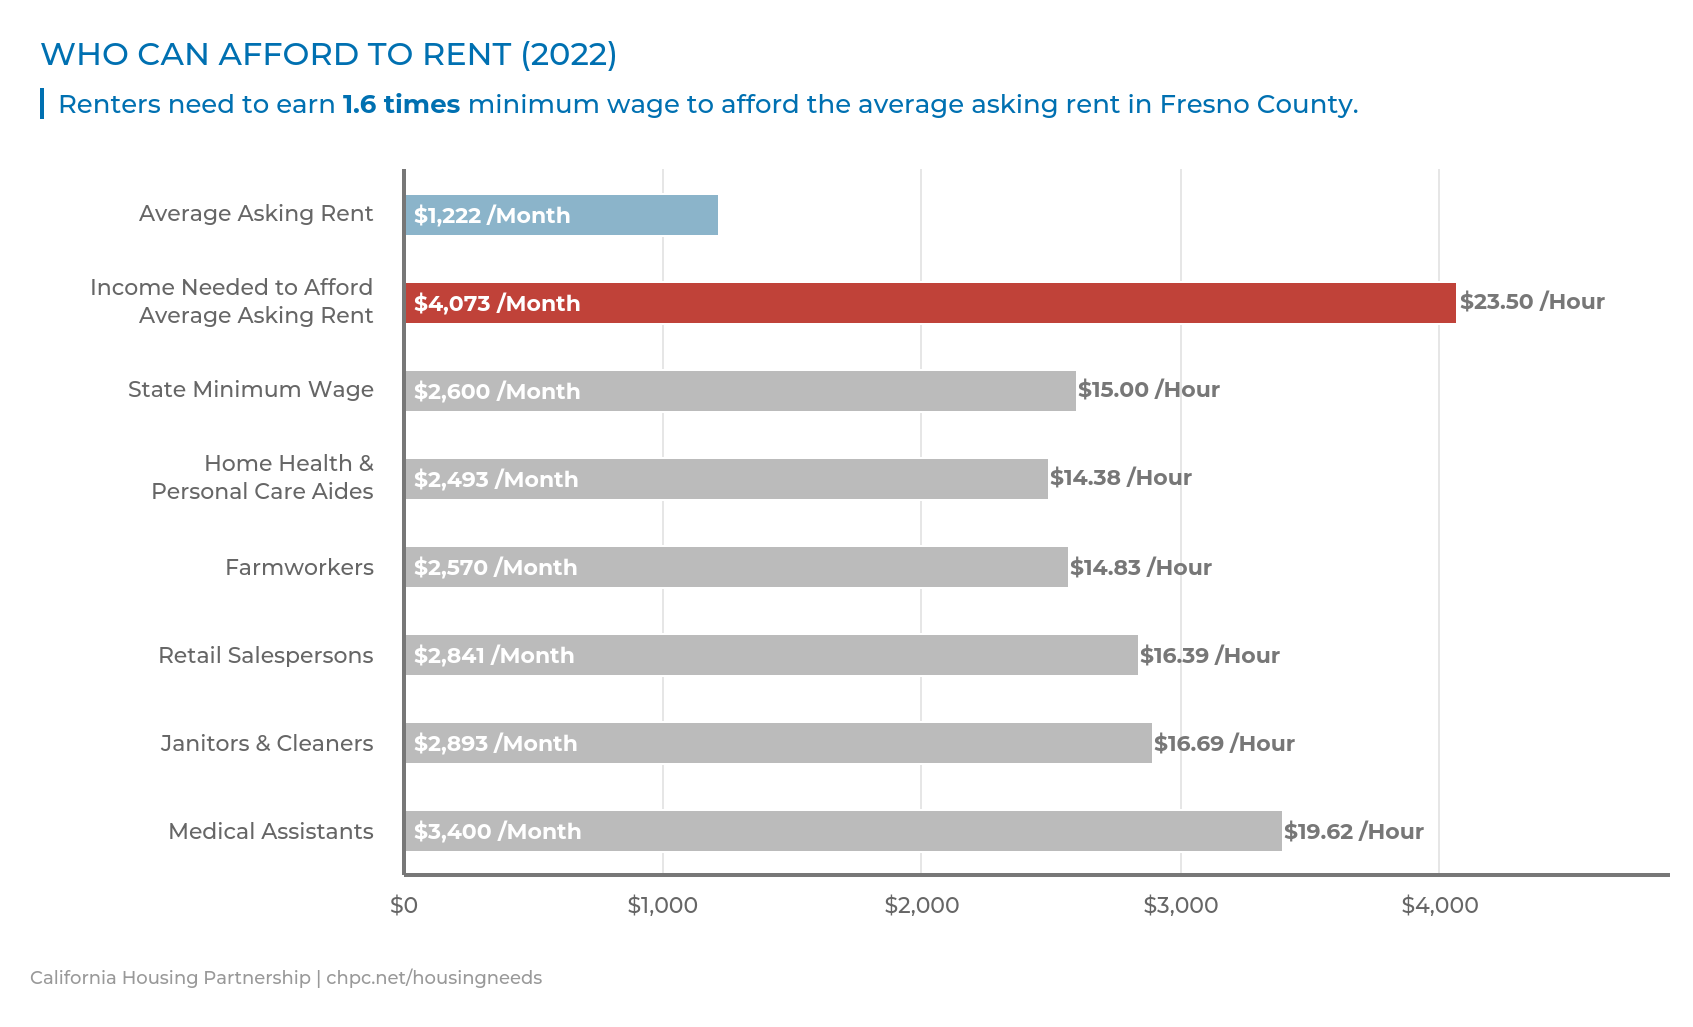 WHO CAN AFFORD TO RENT (2022)
Renters need to earn 1.6 times minimum wage to afford the average asking rent in Fresno County.
Average Asking Rent
$1,222 /Month
Income Needed to Afford
Average Asking Rent
$4,073 /Month
$23.50 /Hour
State Minimum Wage
$2,600 /Month
$15.00 /Hour
Home Health &
Personal Care Aides
$2,493 /Month
$14.38 /Hour
Farmworkers
$2,570 /Month
$14.83 /Hour
Retail Salespersons
$2,841 /Month
$16.39 /Hour
Janitors & Cleaners
$2,893 /Month
$16.69 /Hour
Medical Assistants
$3,400 /Month
$19.62 /Hour
$0
$1,000
$2,000
$3,000
$4,000
California Housing Partnership | chpc.net/housingneeds